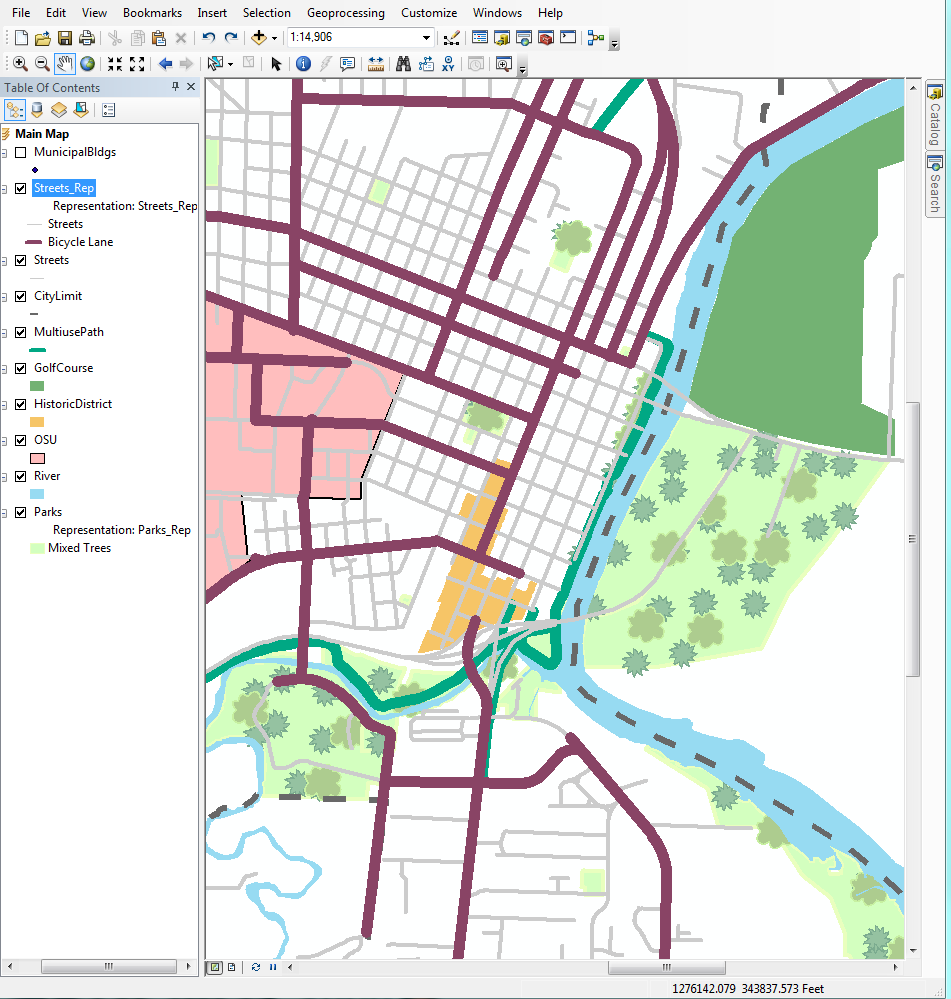 File Edit View Bookmarks Insert Selection Geoprocessing Customize Windows Help
1:14,906
Table Of Contents
Main Map
MunicipalBldgs
Streets_Rep
Representation: Streets_Rep
Streets
Bicycle Lane
Streets
CityLimit
MultiusePath
GolfCourse
HistoricDistrict
OSU
River
Parks
Representation: Parks_Rep
Mixed Trees
Catalog
Search
1276142.079 343837.573 Feet